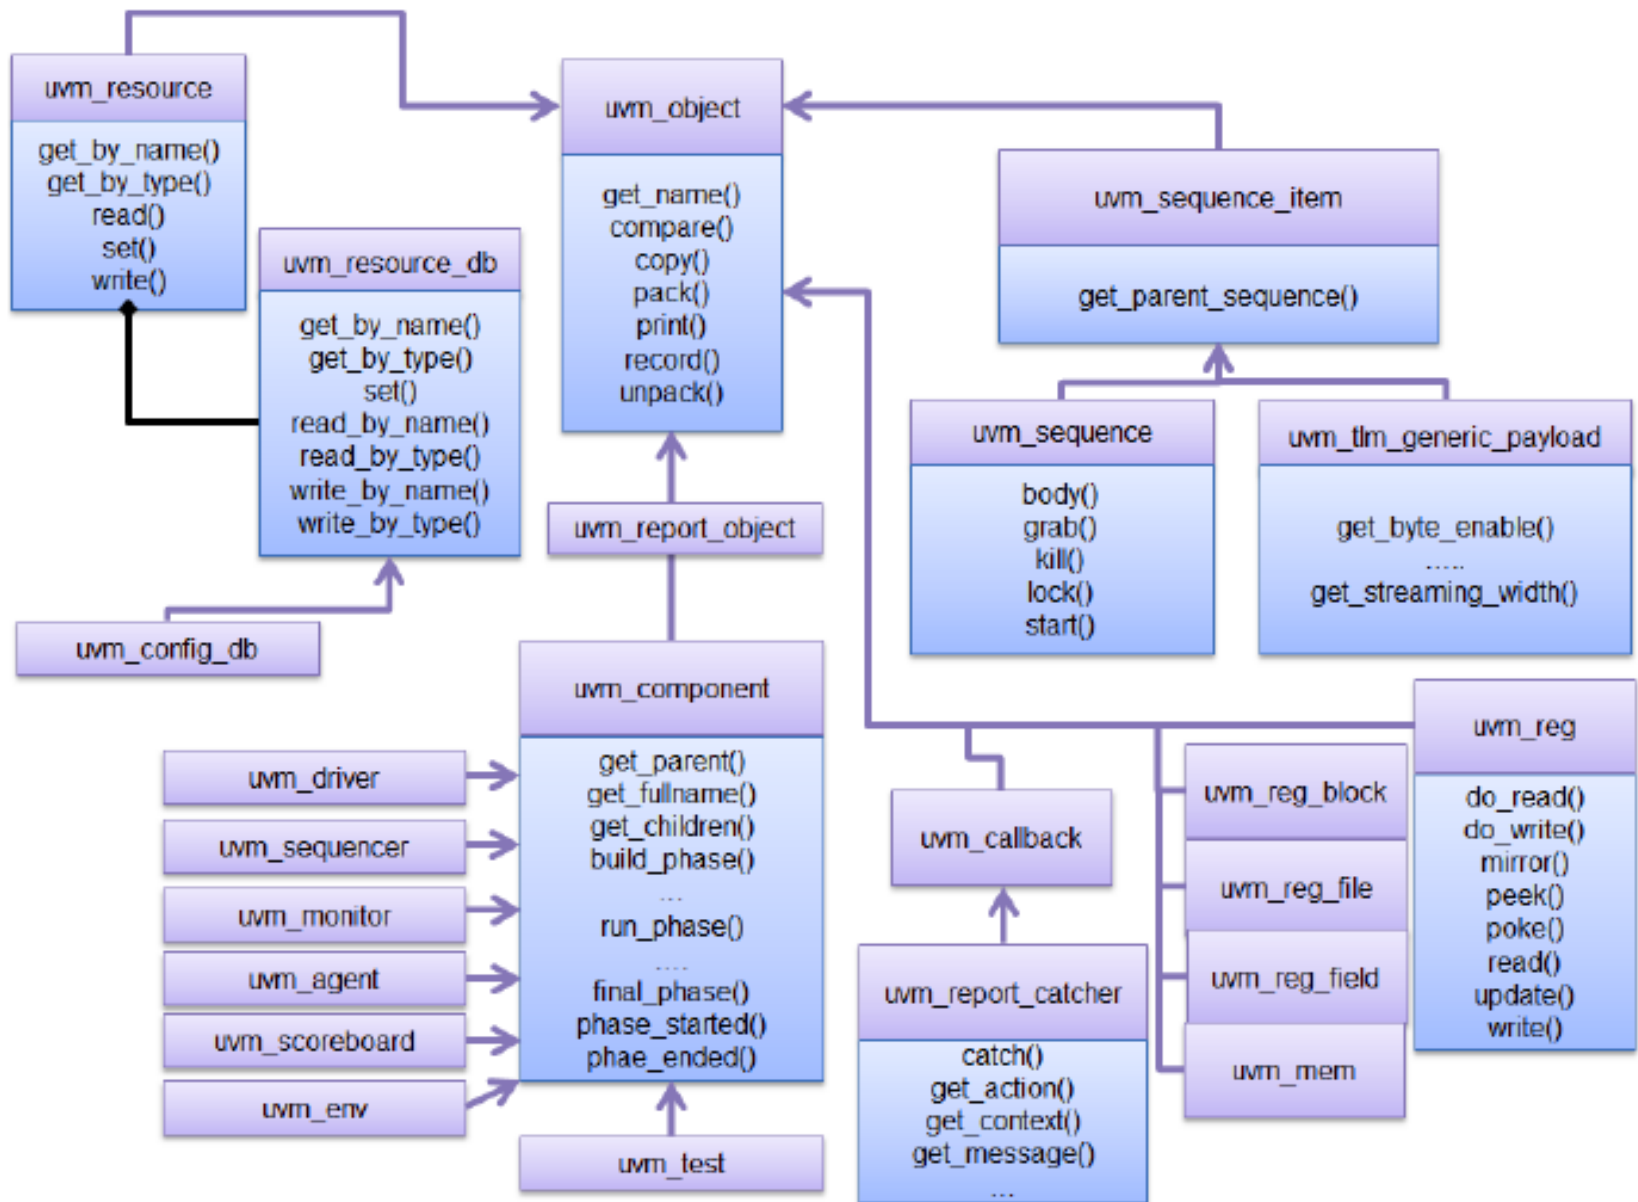 uvm_resource
get_by_name()
get_by_type()
read()
set()
write()
uvm_resource_db
get_by_name()
get_by_type()
set()
read_by_name()
read_by_type()
write_by_name()
write_by_type()
uvm_config_db
uvm_object
get_name()
compare()
copy()
pack()
print()
record()
unpack()
uvm_report_object
uvm_component
get_parent()
get_fullname()
get_children()
build_phase()
...
run_phase()
....
final_phase()
phase_started()
phae_ended()
uvm_driver
uvm_sequencer
uvm_monitor
uvm_agent
uvm_scoreboard
uvm_env
uvm_test
uvm_sequence_item
get_parent_sequence()
uvm_sequence
body()
grab()
kill()
lock()
start()
uvm_tlm_generic_payload
get_byte_enable()
.....
get_streaming_width()
uvm_callback
uvm_report_catcher
catch()
get_action()
get_context()
get_message()
...
uvm_reg_block
uvm_reg_file
uvm_reg_field
uvm_mem
uvm_reg
do_read()
do_write()
mirror()
peek()
poke()
read()
update()
write()